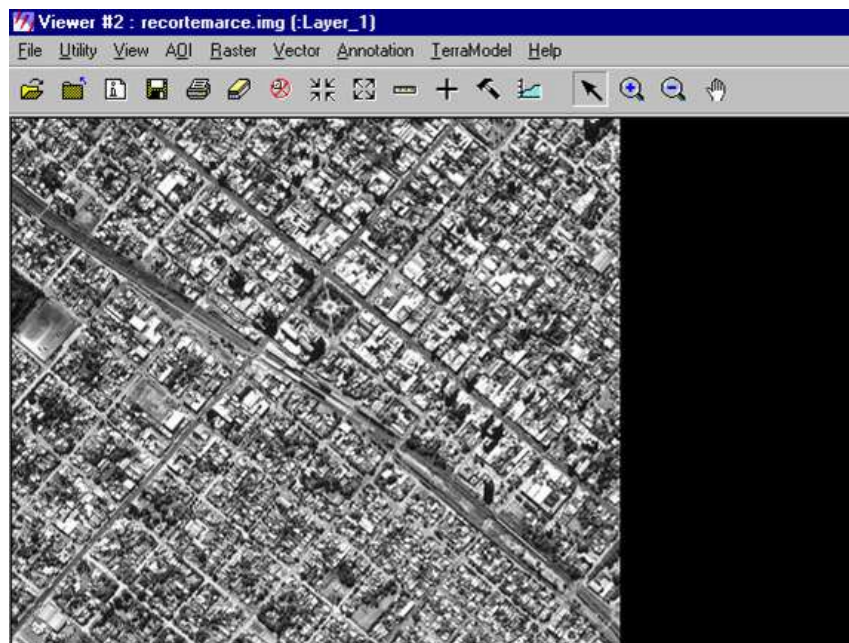 Viewer #2 : recortemarce.img (:Layer_1)
File Utility View AOI Raster Vector Annotation TerraModel Help